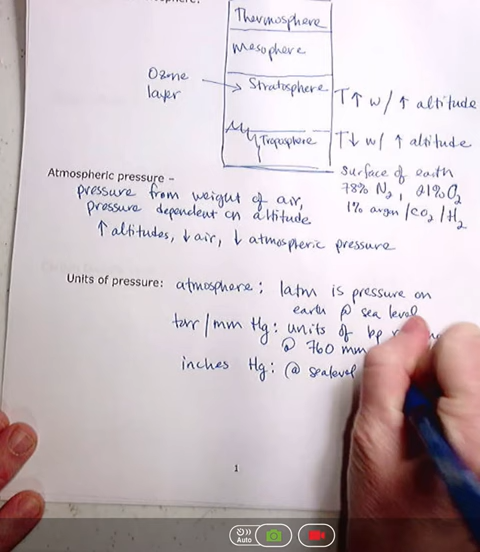 Thermosphere
Mesophere
Ozone
layer
Stratosphere
T↑ w/ ↑ altitude
Troposphere
T↓ w/ ↑ altitude
surface of earth
78% N2, 21% O2
1% argon/CO2/H2
Atmospheric pressure –
pressure from weight of air,
pressure dependent on altitude
↑ altitudes, ↓ air, ↓ atmospheric pressure
Units of pressure: atmosphere; 1atm is pressure on
earth @ sea level
torr/mm Hg: units of bp
@ 760 mm
inches Hg: @ sealevel
1
Auto